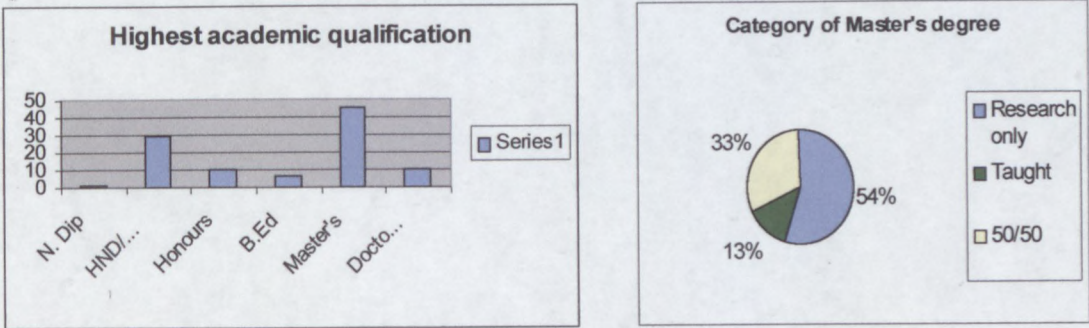 Highest academic qualification
50
40
30
20
10
0
N. Dip
HND/...
Honours
B.Ed
Master's
Docto...
Series1
Category of Master's degree
33%
54%
13%
Research
only
Taught
50/50